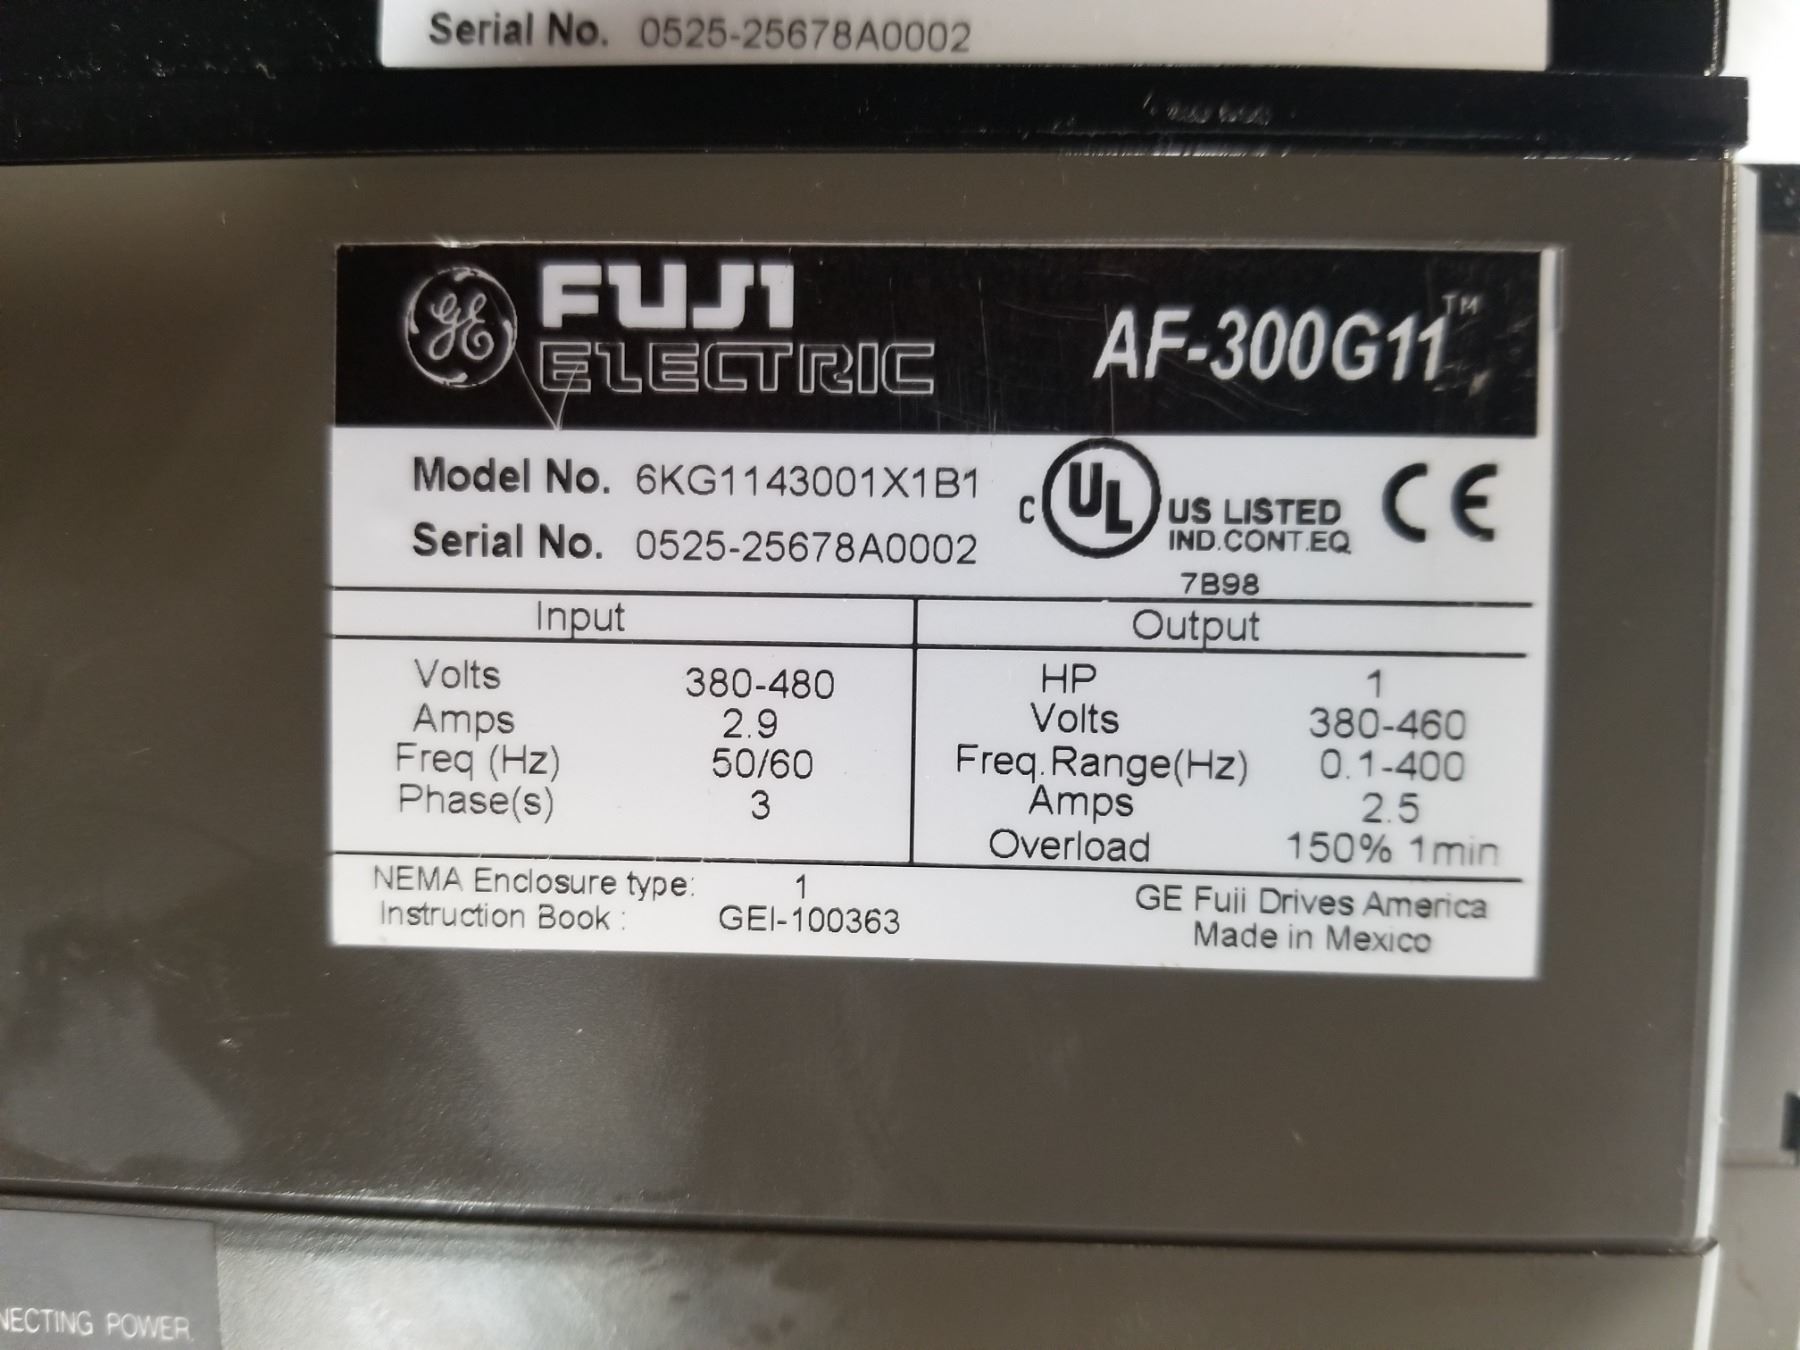 Serial No. 0525-25678A0002
GE FUJI ELECTRIC
AF-300G11™
Model No. 6KG1143001X1B1
Serial No. 0525-25678A0002
C UL US LISTED
IND.CONT.EQ
7B98
CE
Input
Volts 380-480
Amps 2.9
Freq (Hz) 50/60
Phase(s) 3
Output
HP 1
Volts 380-460
Freq.Range(Hz) 0.1-400
Amps 2.5
Overload 150% 1min
NEMA Enclosure type: 1
Instruction Book : GEI-100363
GE Fuji Drives America
Made in Mexico
NECTING POWER.